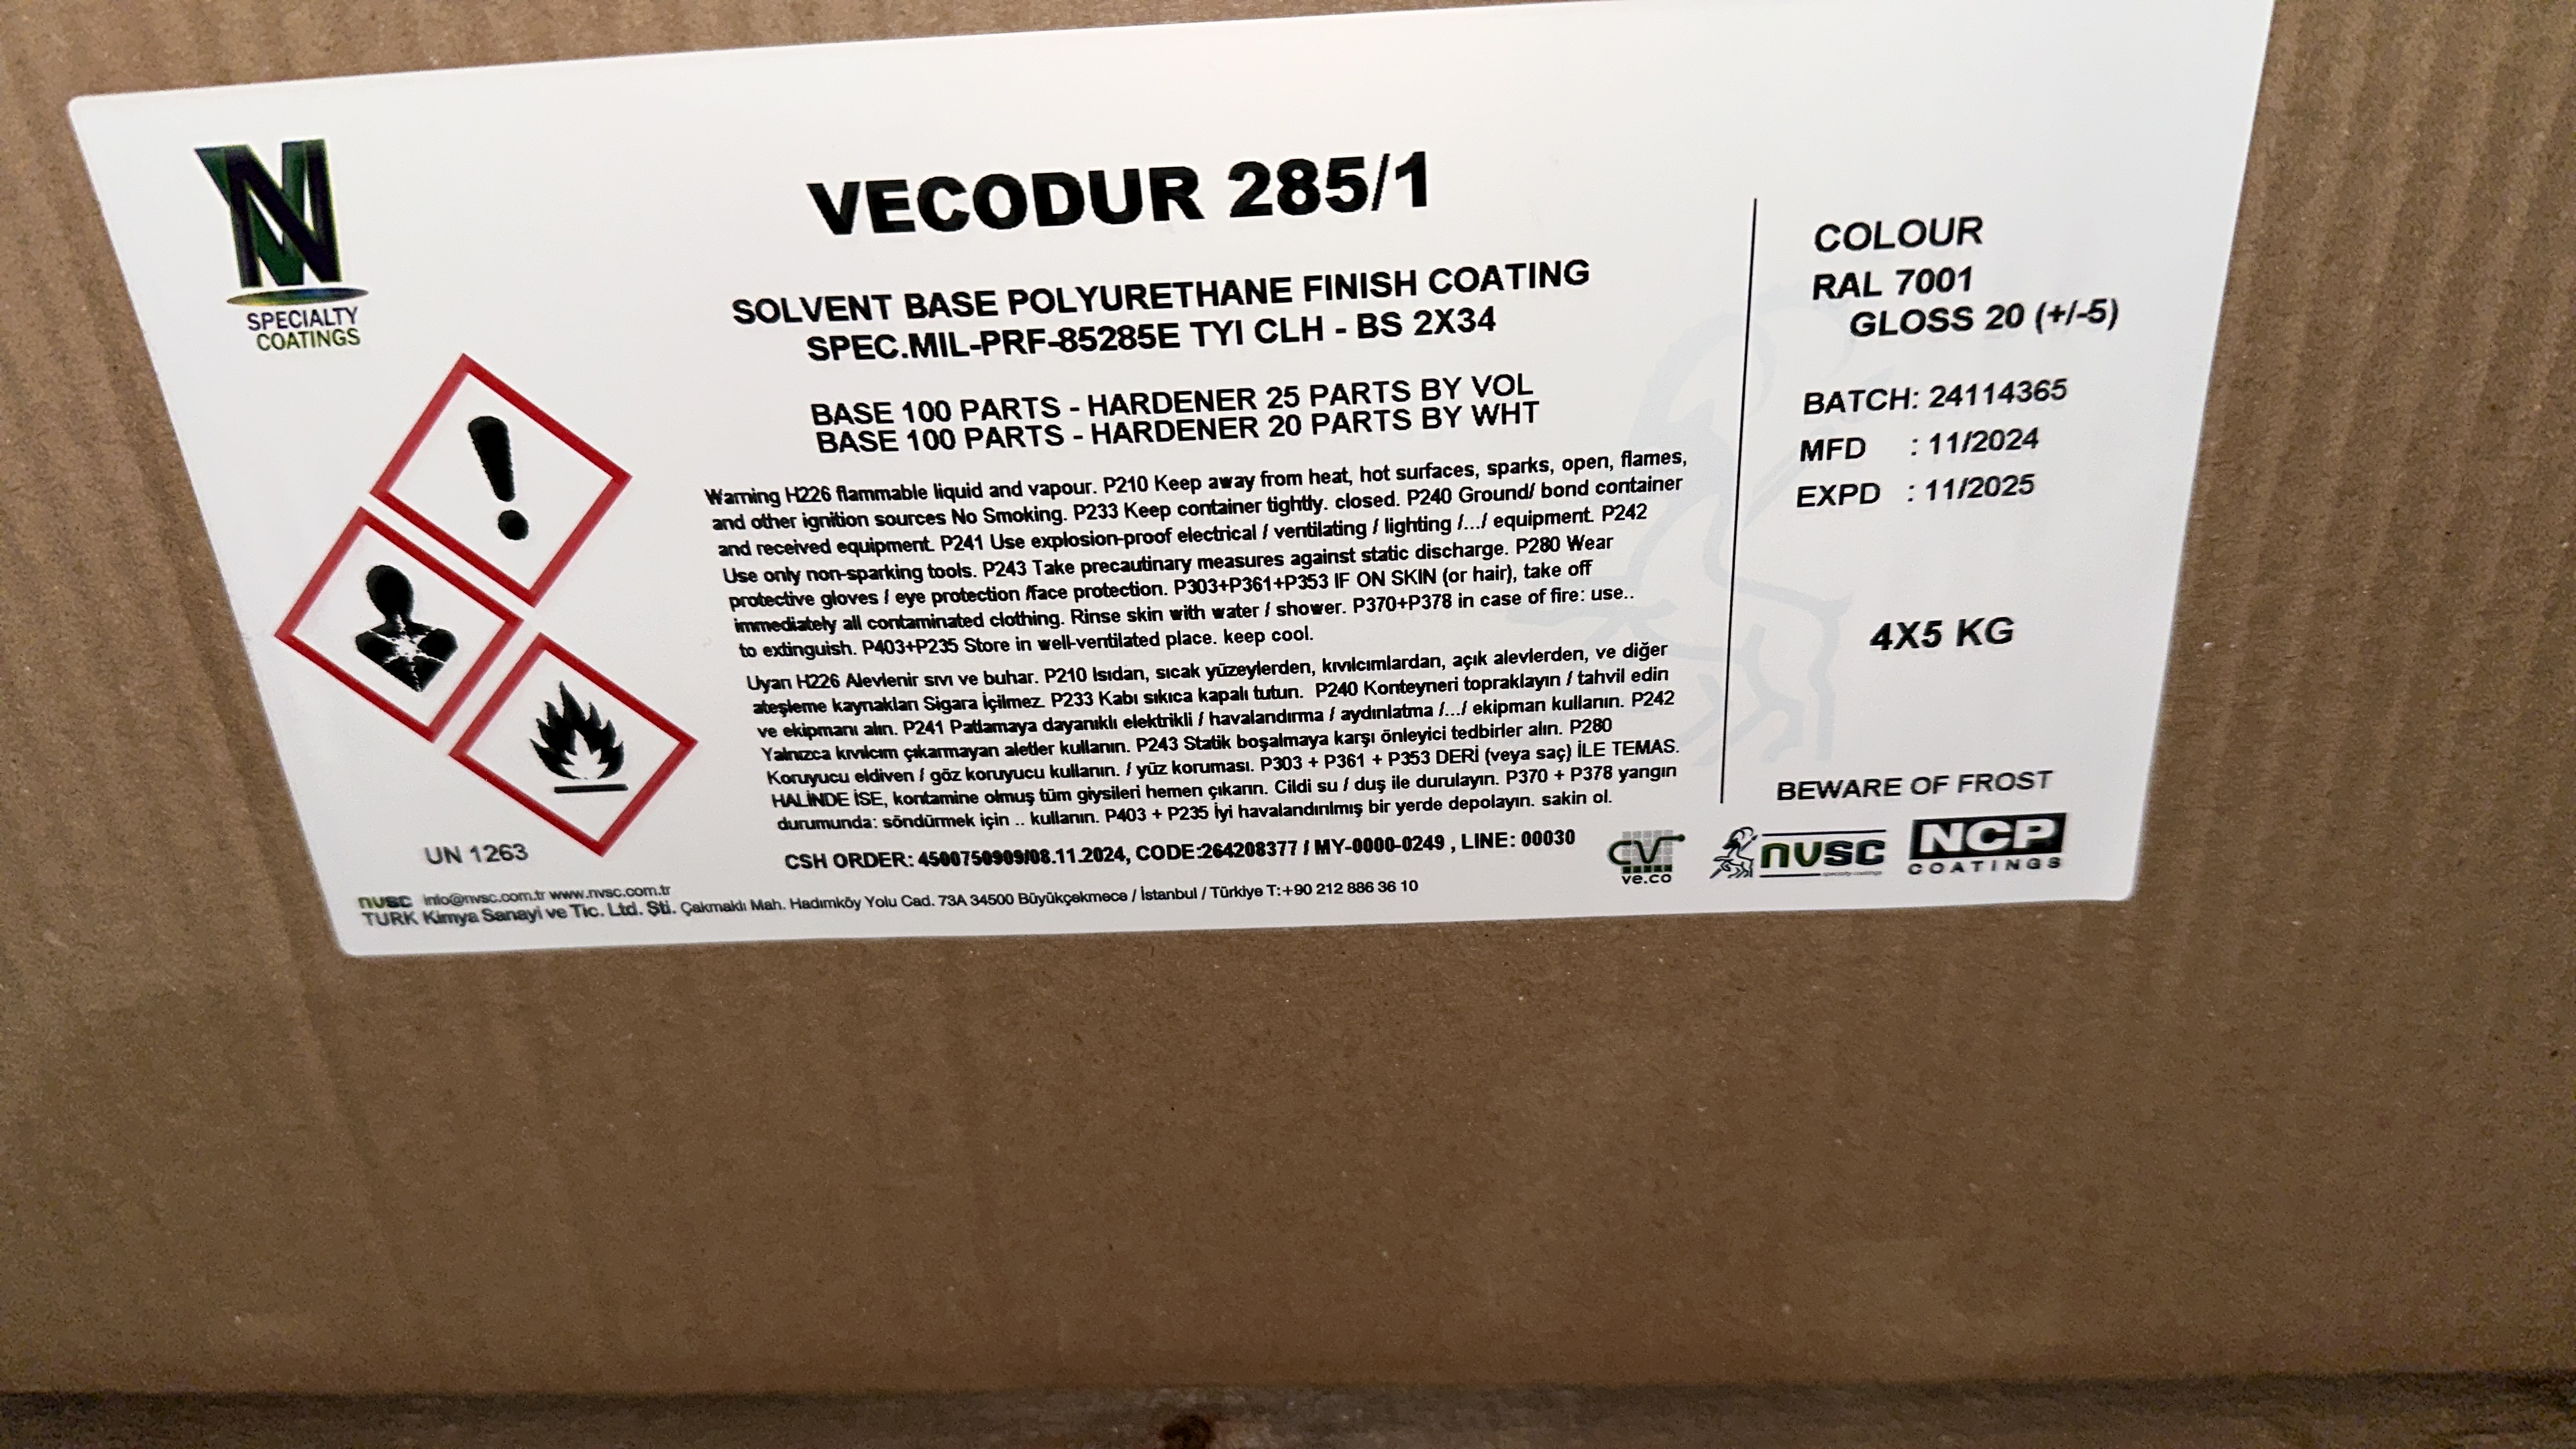 VECODUR 285/1
SOLVENT BASE POLYURETHANE FINISH COATING
SPEC.MIL-PRF-85285E TYI CLH - BS 2X34
BASE 100 PARTS - HARDENER 25 PARTS BY VOL
BASE 100 PARTS - HARDENER 20 PARTS BY WHT
Warning H226 flammable liquid and vapour. P210 Keep away from heat, hot surfaces, sparks, open, flames,
and other ignition sources No Smoking. P233 Keep container tightly. closed. P240 Ground/ bond container
and received equipment. P241 Use explosion-proof electrical / ventilating / lighting /.../ equipment. P242
Use only non-sparking tools. P243 Take precautinary measures against static discharge. P280 Wear
protective gloves / eye protection /face protection. P303+P361+P353 IF ON SKIN (or hair), take off
immediately all contaminated clothing. Rinse skin with water / shower. P370+P378 in case of fire: use..
to extinguish. P403+P235 Store in well-ventilated place. keep cool.
Uyarı H226 Alevlenir sıvı ve buhar. P210 Isıdan, sıcak yüzeylerden, kıvılcımlardan, açık alevlerden, ve diğer
ateşleme kaynakları Sigara İçilmez. P233 Kabı sıkıca kapalı tutun. P240 Konteyneri topraklayın / tahvil edin
ve ekipmanı alın. P241 Patlamaya dayanıklı elektrikli / havalandırma / aydınlatma /.../ ekipman kullanın. P242
Yalnızca kıvılcım çıkarmayan aletler kullanın. P243 Statik boşalmaya karşı önleyici tedbirler alın. P280
Koruyucu eldiven / göz koruyucu kullanın. / yüz koruması. P303 + P361 + P353 DERİ (veya saç) İLE TEMAS.
HALİNDE İSE, kontamine olmuş tüm giysileri hemen çıkarın. Cildi su / duş ile durulayın. P370 + P378 yangın
durumunda: söndürmek için .. kullanın. P403 + P235 İyi havalandırılmış bir yerde depolayın. sakin ol.
CSH ORDER: 4500750909/08.11.2024, CODE:264208377 / MY-0000-0249 , LINE: 00030
COLOUR
RAL 7001
GLOSS 20 (+/-5)
BATCH: 24114365
MFD : 11/2024
EXPD : 11/2025
4X5 KG
BEWARE OF FROST
SPECIALTY
COATINGS
UN 1263
nvsc info@nvsc.com.tr www.nvsc.com.tr
TURK Kimya Sanayi ve Tic. Ltd. Şti. Çakmaklı Mah. Hadımköy Yolu Cad. 73A 34500 Büyükçekmece / İstanbul / Türkiye T:+90 212 886 36 10
ve.co
nvsc
NCP
COATINGS